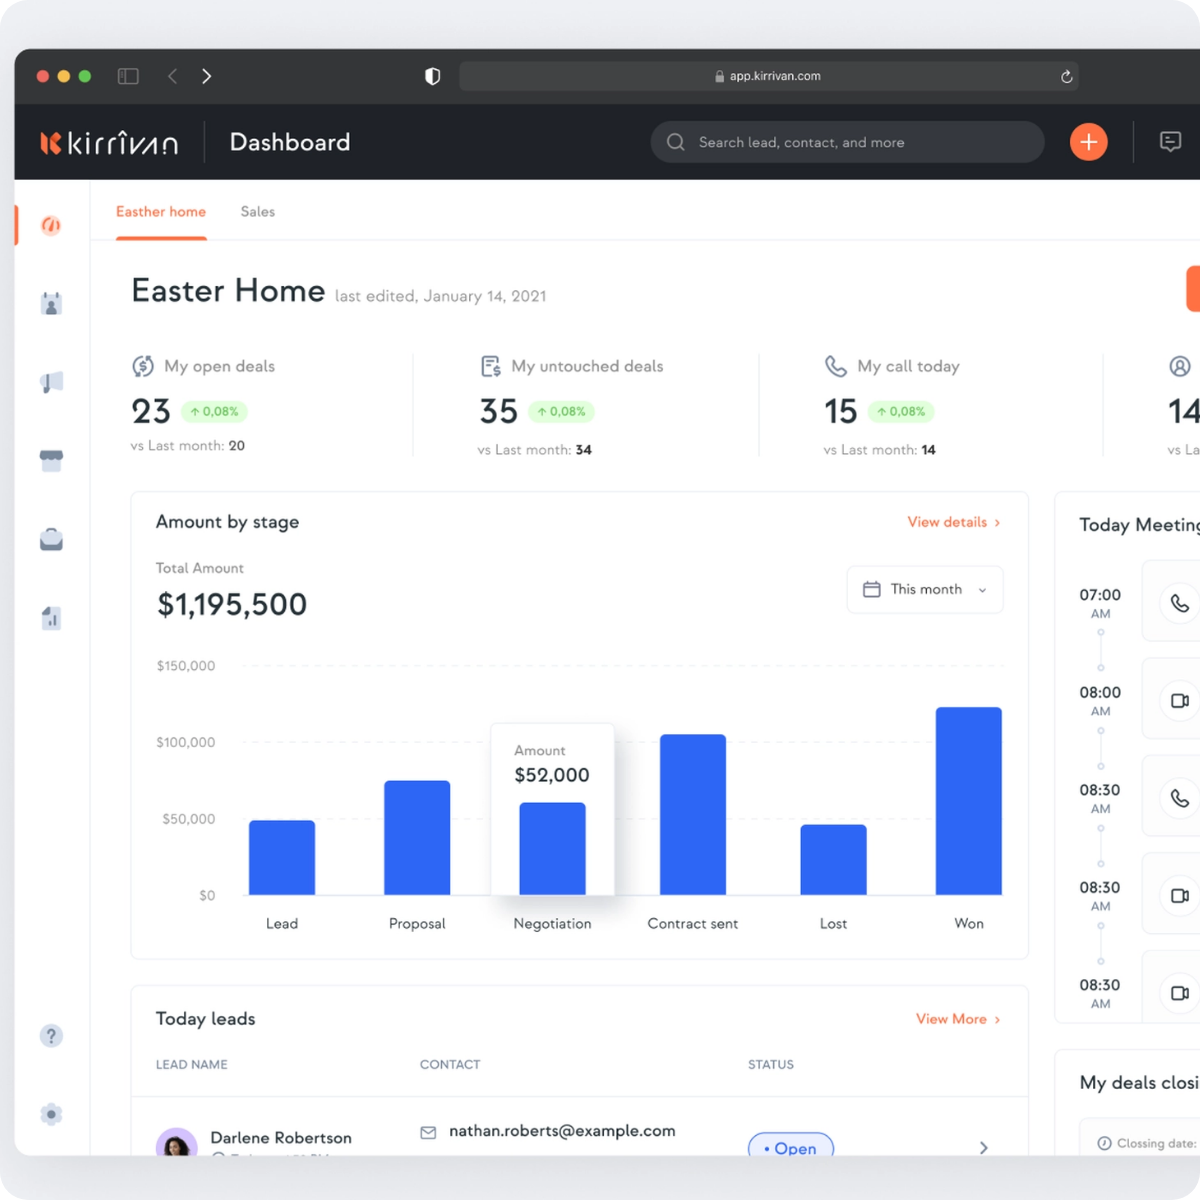 app.kirrivan.com
kirrîvan
Dashboard
Search lead, contact, and more
Easther home
Sales
Easter Home last edited, January 14, 2021
My open deals
23 ↑ 0,08%
vs Last month: 20
My untouched deals
35 ↑ 0,08%
vs Last month: 34
My call today
15 ↑ 0,08%
vs Last month: 14
14
vs La
Amount by stage
View details ›
Total Amount
$1,195,500
This month
$150,000
$100,000
$50,000
$0
Amount
$52,000
Lead
Proposal
Negotiation
Contract sent
Lost
Won
Today Meeting
07:00
AM
08:00
AM
08:30
AM
08:30
AM
08:30
AM
Today leads
View More ›
LEAD NAME
CONTACT
STATUS
Darlene Robertson
nathan.roberts@example.com
• Open
My deals closi
Clossing date:
?